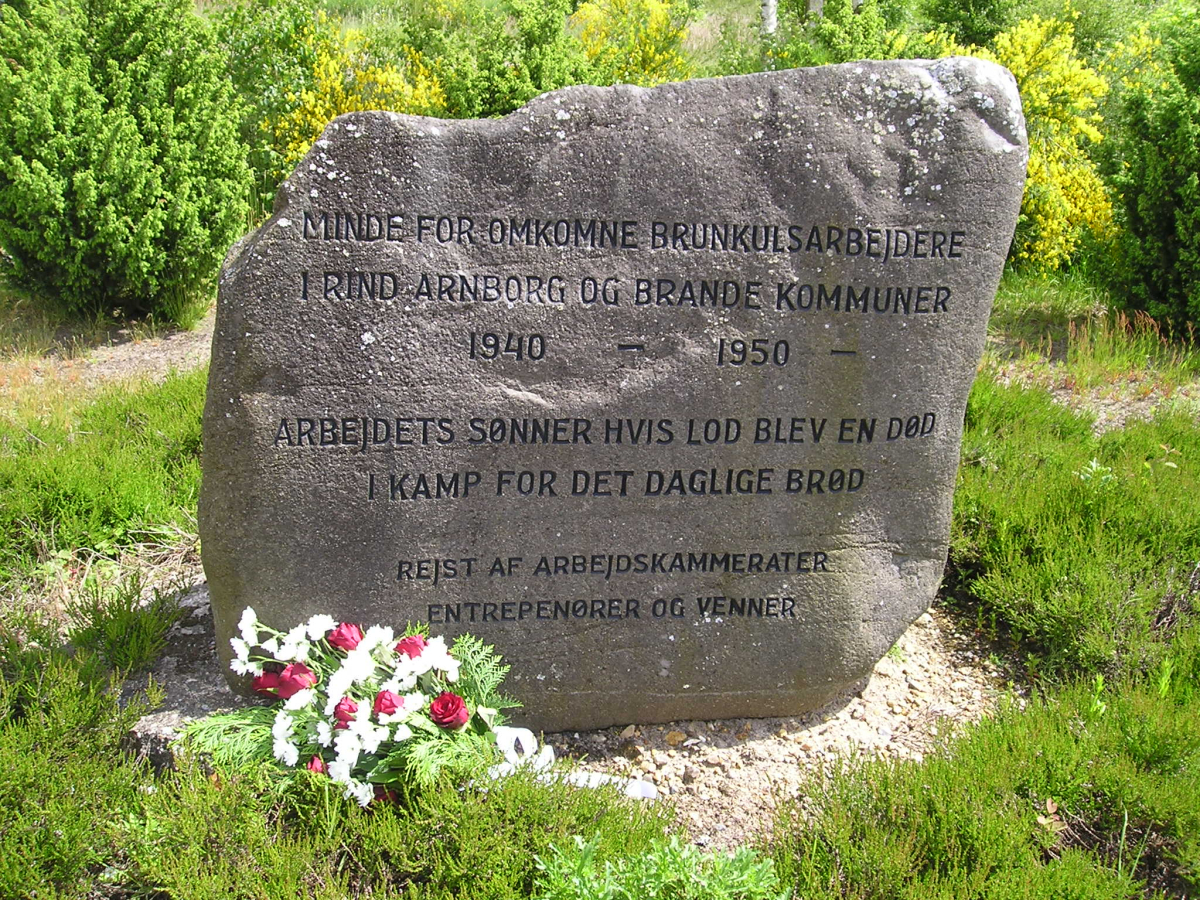 MINDE FOR OMKOMNE BRUNKULSARBEJDERE
I RIND ARNBORG OG BRANDE KOMMUNER
1940 – 1950 –
ARBEJDETS SØNNER HVIS LOD BLEV EN DØD
I KAMP FOR DET DAGLIGE BRØD
REJST AF ARBEJDSKAMMERATER
ENTREPENØRER OG VENNER